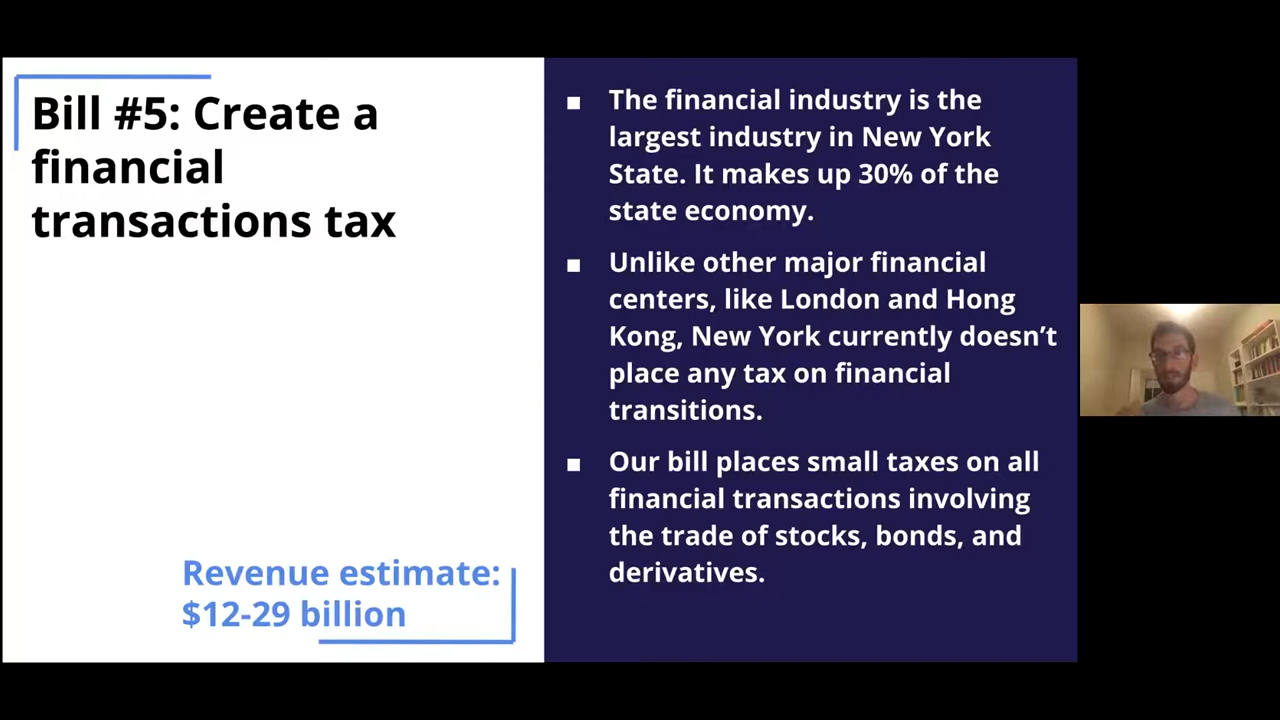 Bill #5: Create a
financial
transactions tax
Revenue estimate:
$12-29 billion
■ The financial industry is the
largest industry in New York
State. It makes up 30% of the
state economy.
■ Unlike other major financial
centers, like London and Hong
Kong, New York currently doesn’t
place any tax on financial
transitions.
■ Our bill places small taxes on all
financial transactions involving
the trade of stocks, bonds, and
derivatives.